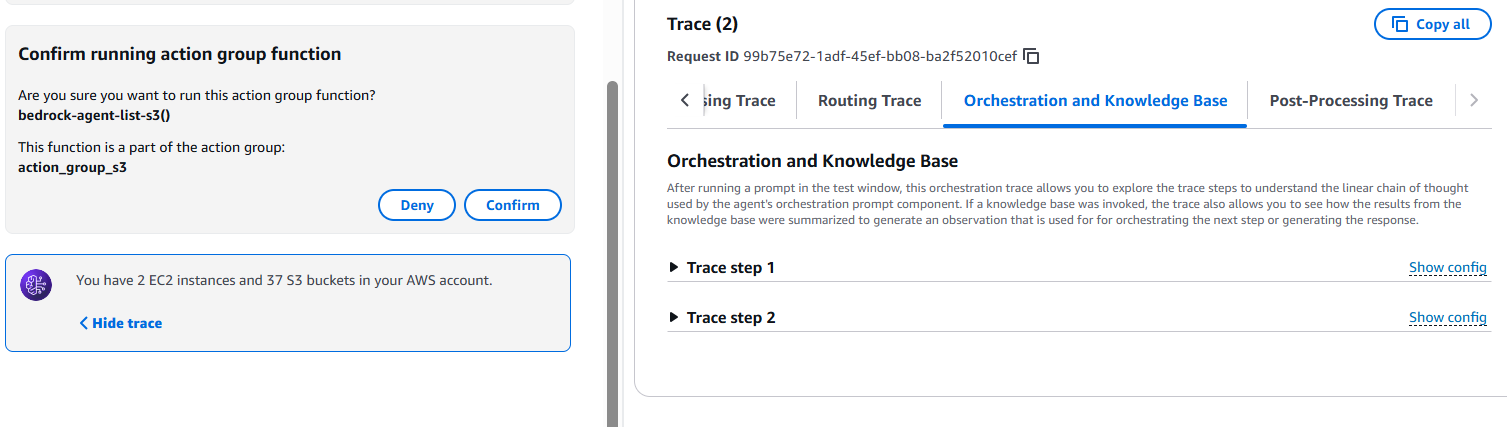 Confirm running action group function
Are you sure you want to run this action group function?
bedrock-agent-list-s3()
This function is a part of the action group:
action_group_s3
Deny
Confirm
You have 2 EC2 instances and 37 S3 buckets in your AWS account.
Hide trace
Trace (2)
Copy all
Request ID 99b75e72-1adf-45ef-bb08-ba2f52010cef
sing Trace
Routing Trace
Orchestration and Knowledge Base
Post-Processing Trace
Orchestration and Knowledge Base
After running a prompt in the test window, this orchestration trace allows you to explore the trace steps to understand the linear chain of thought
used by the agent's orchestration prompt component. If a knowledge base was invoked, the trace also allows you to see how the results from the
knowledge base were summarized to generate an observation that is used for for orchestrating the next step or generating the response.
Trace step 1
Show config
Trace step 2
Show config